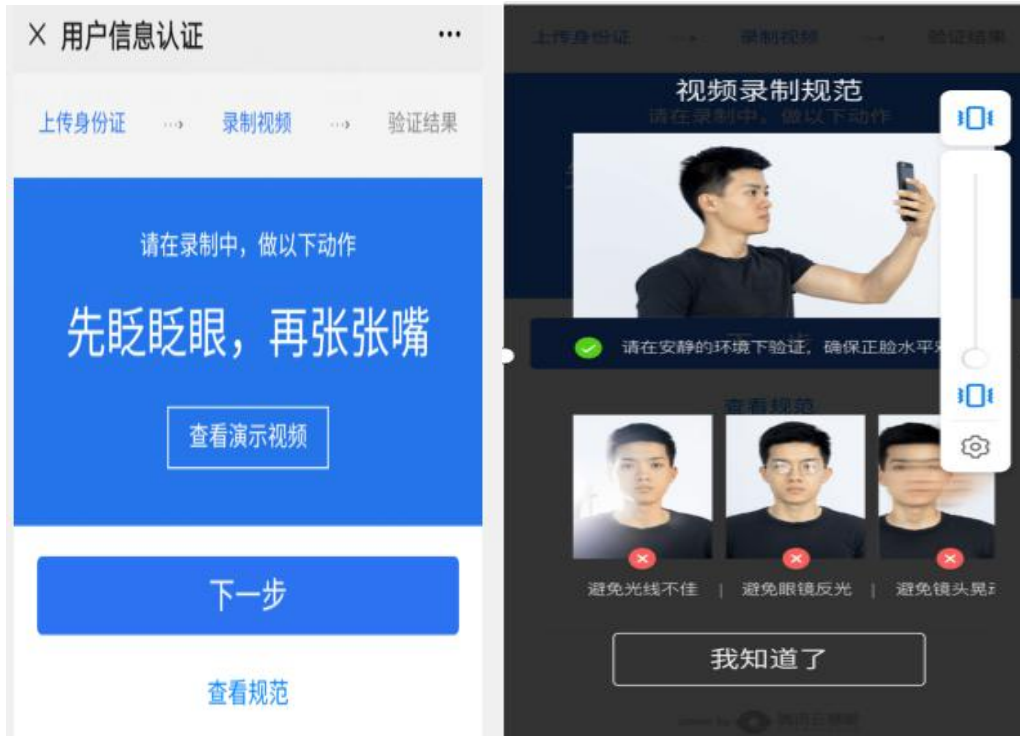 用户信息认证
上传身份证
录制视频
验证结果
请在录制中，做以下动作
先眨眨眼，再张张嘴
查看演示视频
下一步
查看规范
上传身份证
录制视频
验证结果
视频录制规范
请在录制中，做以下动作
请在安静的环境下验证，确保正脸水平
查看规范
避免光线不佳 | 避免眼镜反光 | 避免镜头晃
我知道了